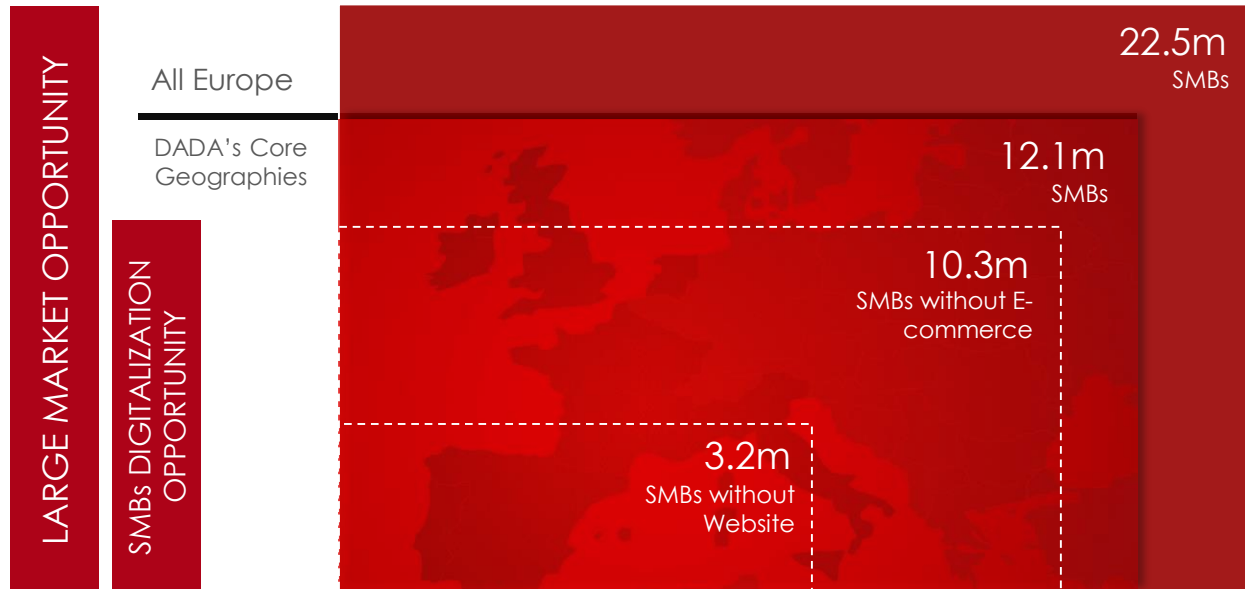 LARGE MARKET OPPORTUNITY
SMBs DIGITALIZATION
OPPORTUNITY
All Europe
DADA's Core
Geographies
22.5m
SMBs
12.1m
SMBs
10.3m
SMBs without E-
commerce
3.2m
SMBs without
Website